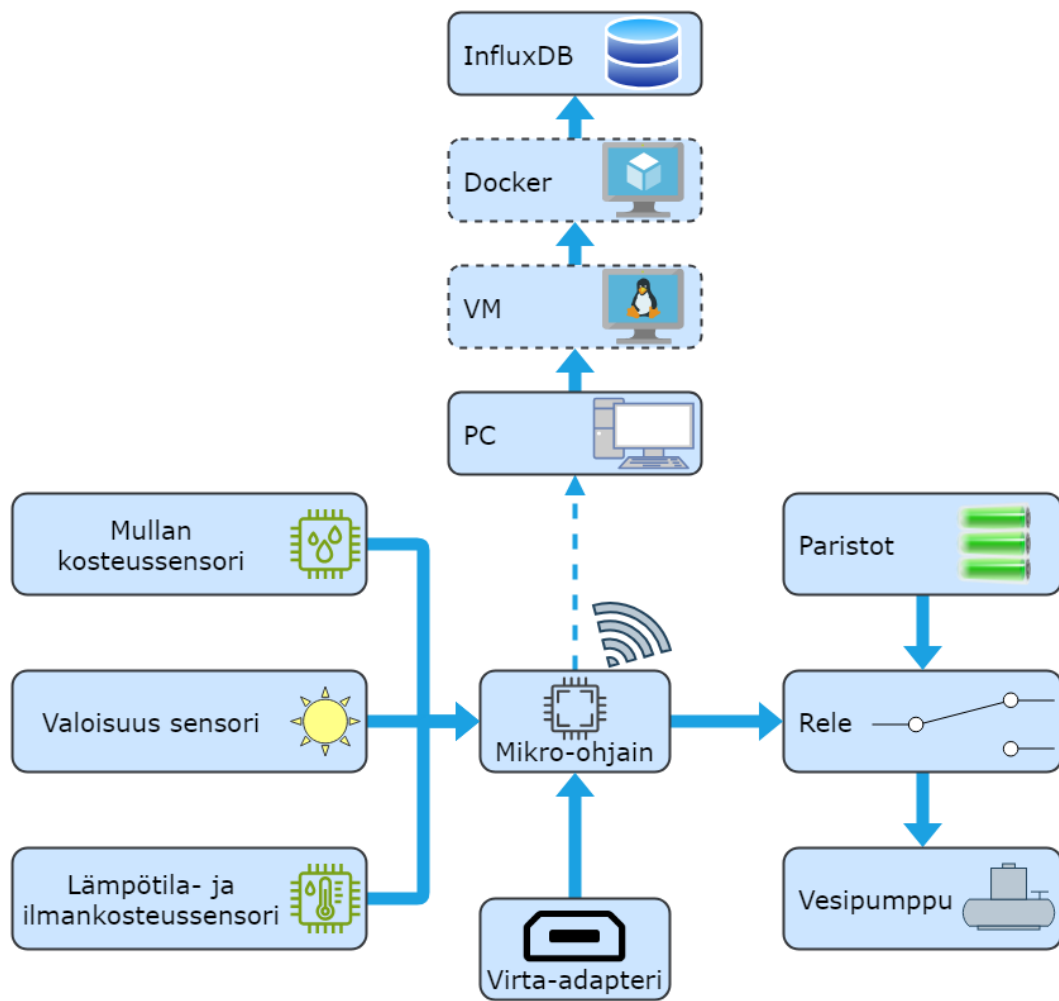 InfluxDB
Docker
VM
PC
Mullan
kosteussensori
Paristot
Valoisuus sensori
Mikro-ohjain
Rele
Lämpötila- ja
ilmankosteussensori
Virta-adapteri
Vesipumppu